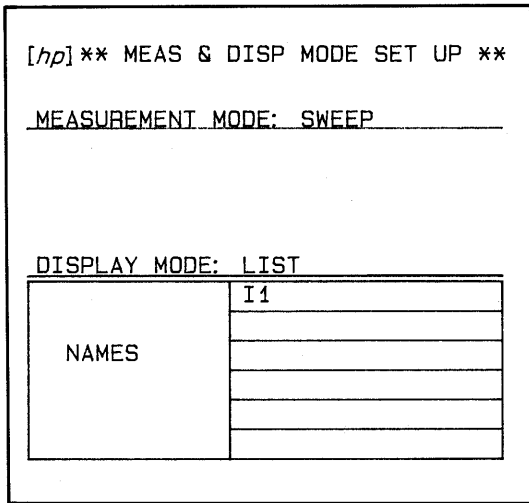 [hp] ** MEAS & DISP MODE SET UP **
MEASUREMENT MODE: SWEEP
DISPLAY MODE: LIST
I1
NAMES